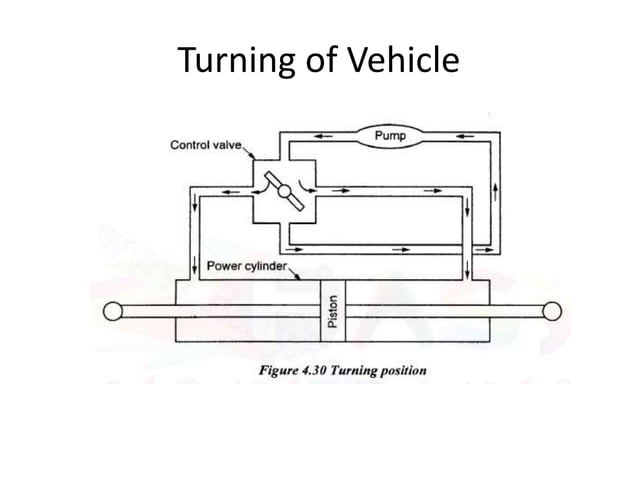 Turning of Vehicle
Pump
Control valve
Power cylinder
Piston
Figure 4.30 Turning position